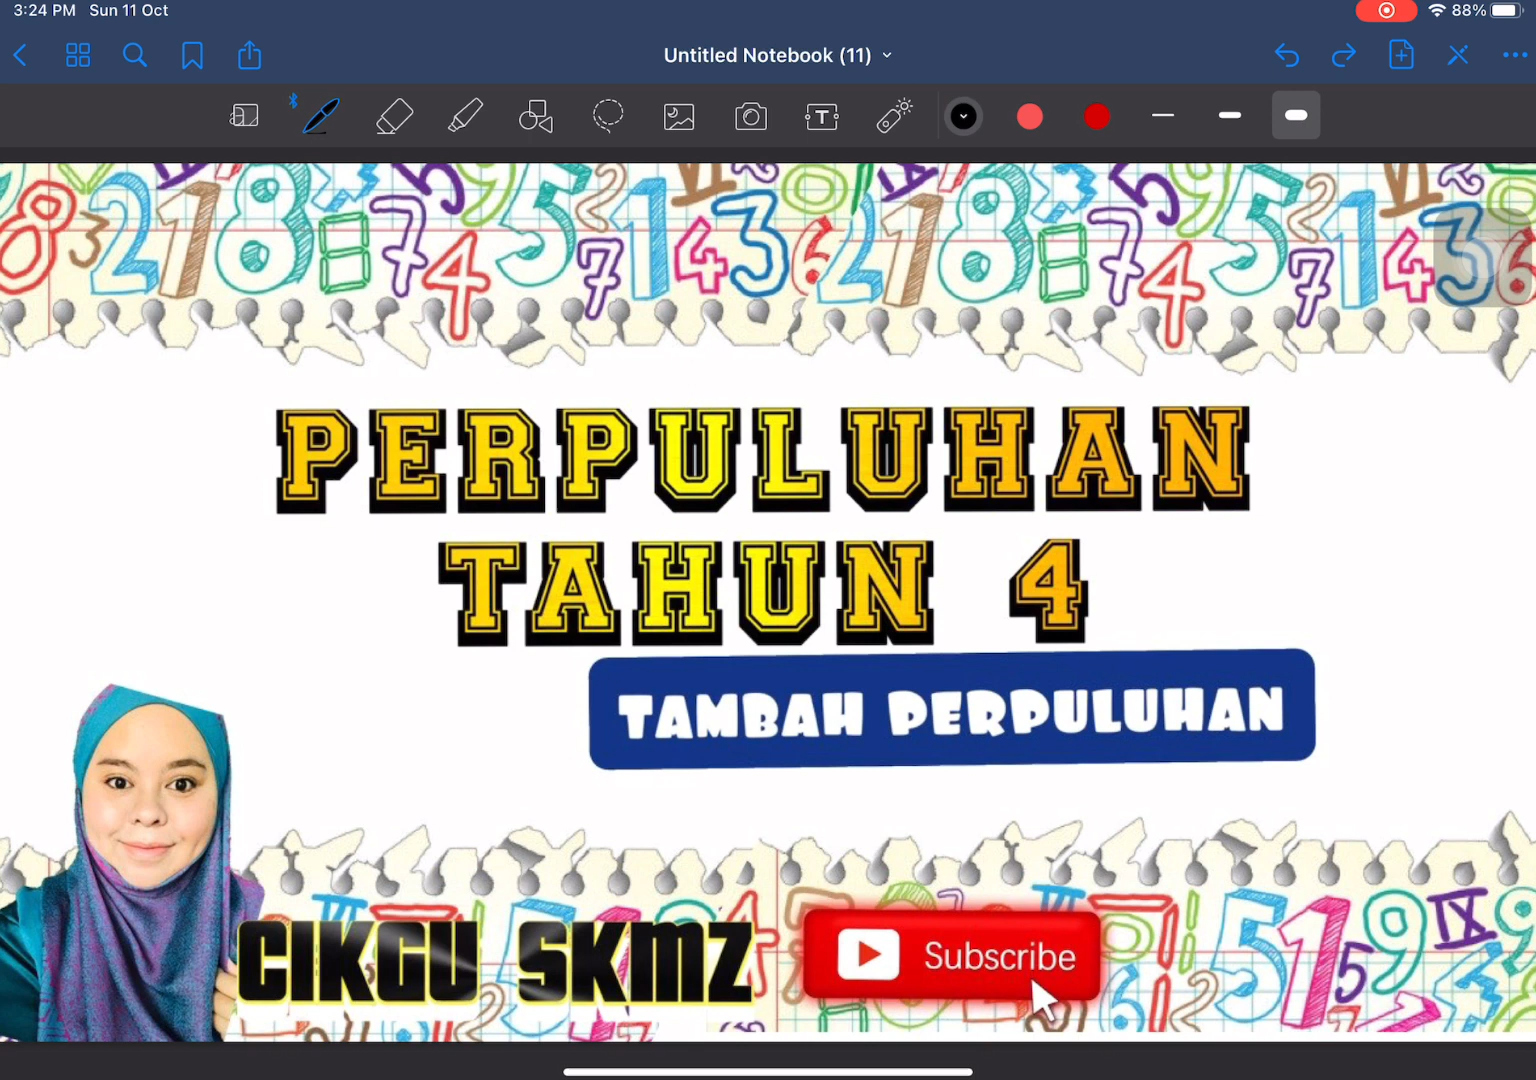 3:24 PM Sun 11 Oct
88%
Untitled Notebook (11)
PERPULUHAN
TAHUN 4
TAMBAH PERPULUHAN
CIKGU SKMZ
Subscribe